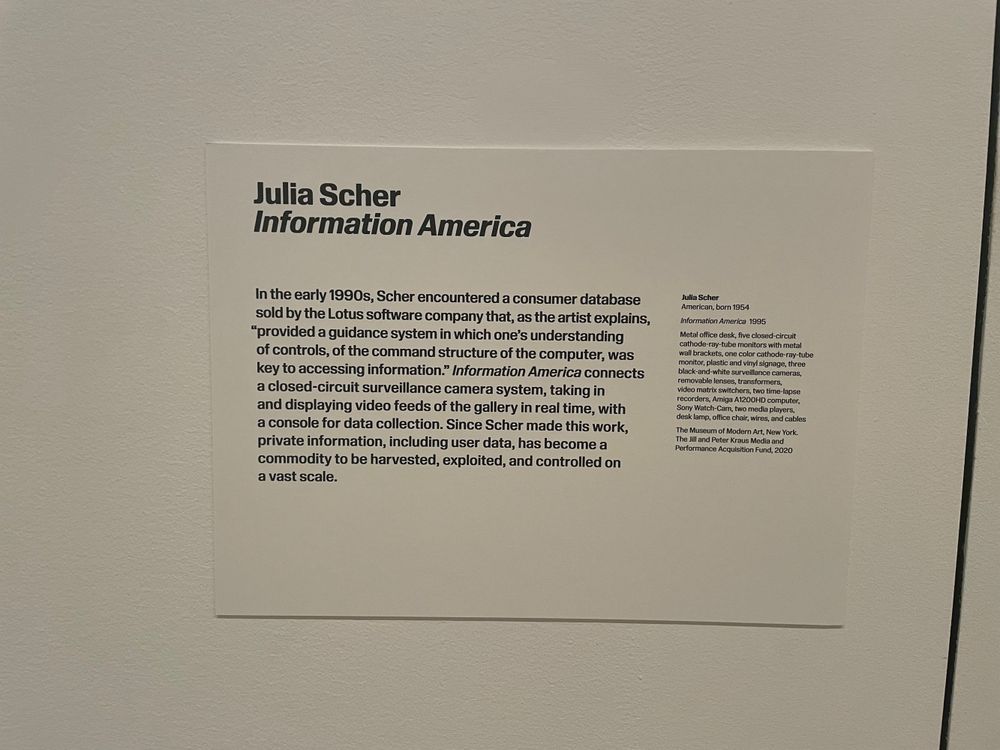 Julia Scher
Information America
In the early 1990s, Scher encountered a consumer database
sold by the Lotus software company that, as the artist explains,
“provided a guidance system in which one’s understanding
of controls, of the command structure of the computer, was
key to accessing information.” Information America connects
a closed-circuit surveillance camera system, taking in
and displaying video feeds of the gallery in real time, with
a console for data collection. Since Scher made this work,
private information, including user data, has become a
commodity to be harvested, exploited, and controlled on
a vast scale.
Julia Scher
American, born 1954
Information America 1995
Metal office desk, five closed-circuit
cathode-ray-tube monitors with metal
wall brackets, one color cathode-ray-tube
monitor, plastic and vinyl signage, three
black-and-white surveillance cameras,
removable lenses, transformers,
video matrix switchers, two time-lapse
recorders, Amiga A1200HD computer,
Sony Watch-Cam, two media players,
desk lamp, office chair, wires, and cables
The Museum of Modern Art, New York.
The Jill and Peter Kraus Media and
Performance Acquisition Fund, 2020